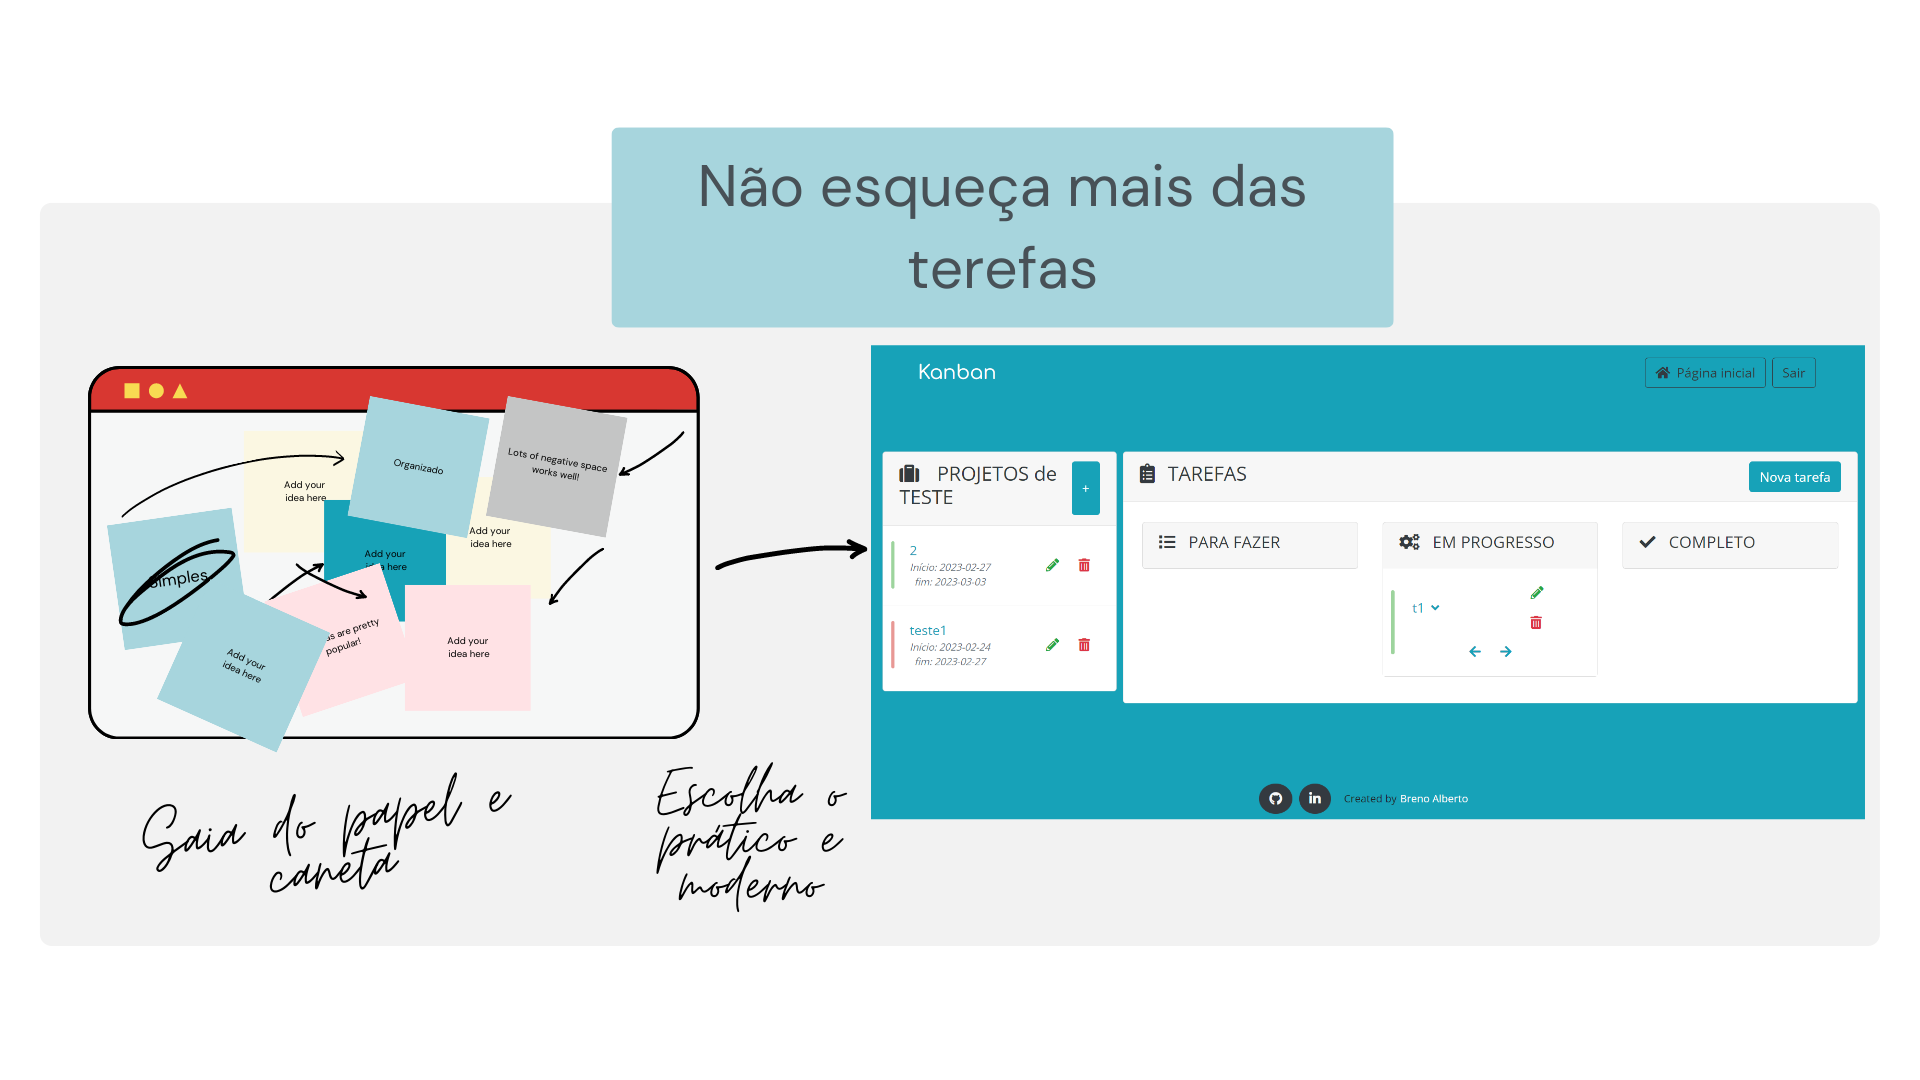 Não esqueça mais das
terefas
Organizado
Lots of negative space
works well!
Add your
idea here
Add your
idea here
Add your
idea here
Simples
are pretty
popular!
Add your
idea here
Add your
idea here
Saia do papel e
caneta
Escolha o
prático e
moderno
Kanban
Página inicial
Sair
PROJETOS de
TESTE
+
2
Início: 2023-02-27
fim: 2023-03-03
teste1
Início: 2023-02-24
fim: 2023-02-27
TAREFAS
Nova tarefa
PARA FAZER
EM PROGRESSO
COMPLETO
t1
in
Created by Breno Alberto